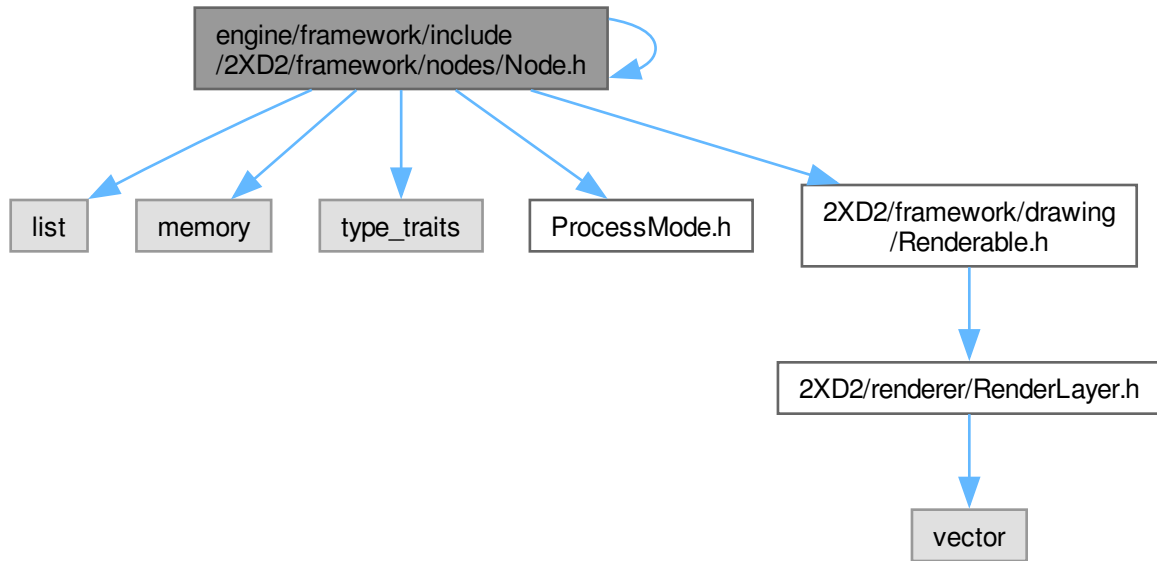 engine/framework/include
/2XD2/framework/nodes/Node.h
list
memory
type_traits
ProcessMode.h
2XD2/framework/drawing
/Renderable.h
2XD2/renderer/RenderLayer.h
vector